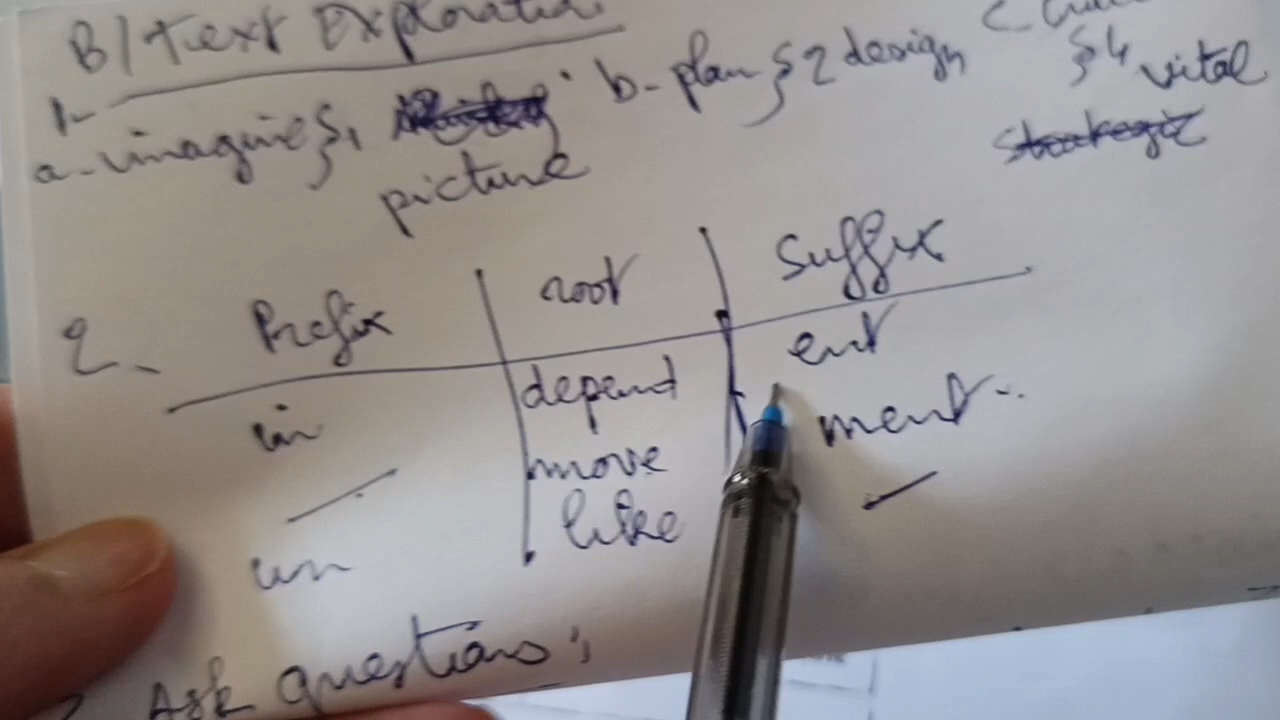 B/ Text Exploration
1-
a- imagine §1 picture b- plan § 2 design § 4 vital
2- Prefix root suffix
in depend ent
/ move ment
un like /
Ask questions: